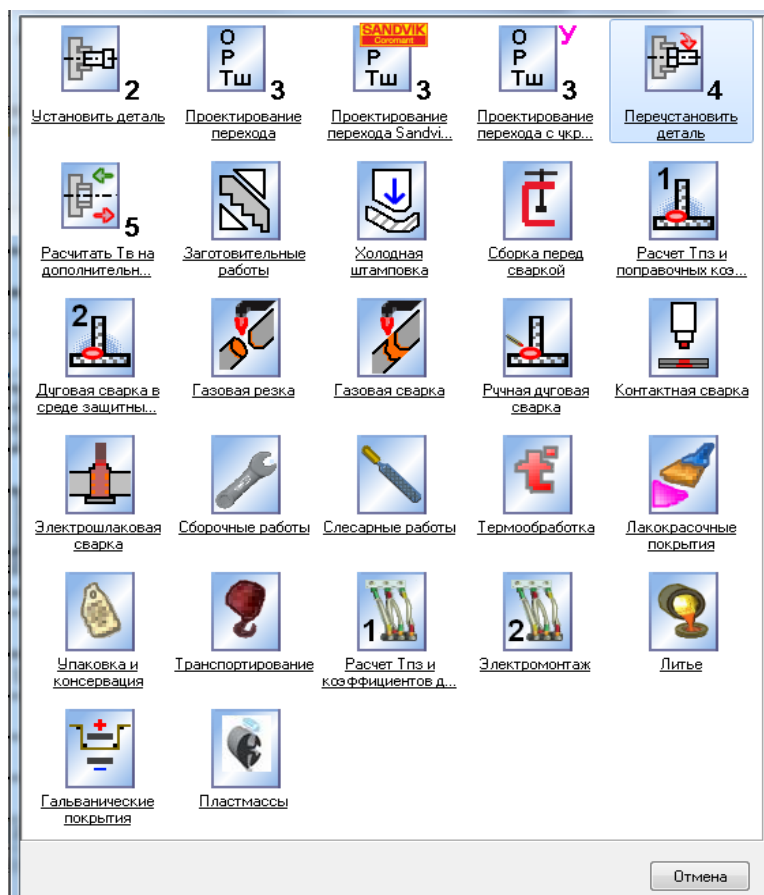 2
О
Р
Тш 3
SANDVIK
Coromant
Р
Тш 3
О У
Р
Тш 3
4
Установить деталь
Проектирование
перехода
Проектирование
перехода Sandvi...
Проектирование
перехода с укр...
Переустановить
деталь
5
1
Расчитать Тв на
дополнительн...
Заготовительные
работы
Холодная
штамповка
Сборка перед
сваркой
Расчет Тпз и
поправочных коэ...
2
Дуговая сварка в
среде защитны...
Газовая резка
Газовая сварка
Ручная дуговая
сварка
Контактная сварка
t
Электрошлаковая
сварка
Сборочные работы
Слесарные работы
Термообработка
Лакокрасочные
покрытия
1
2
Упаковка и
консервация
Транспортирование
Расчет Тпз и
коэффициентов д...
Электромонтаж
Литье
Гальванические
покрытия
Пластмассы
Отмена